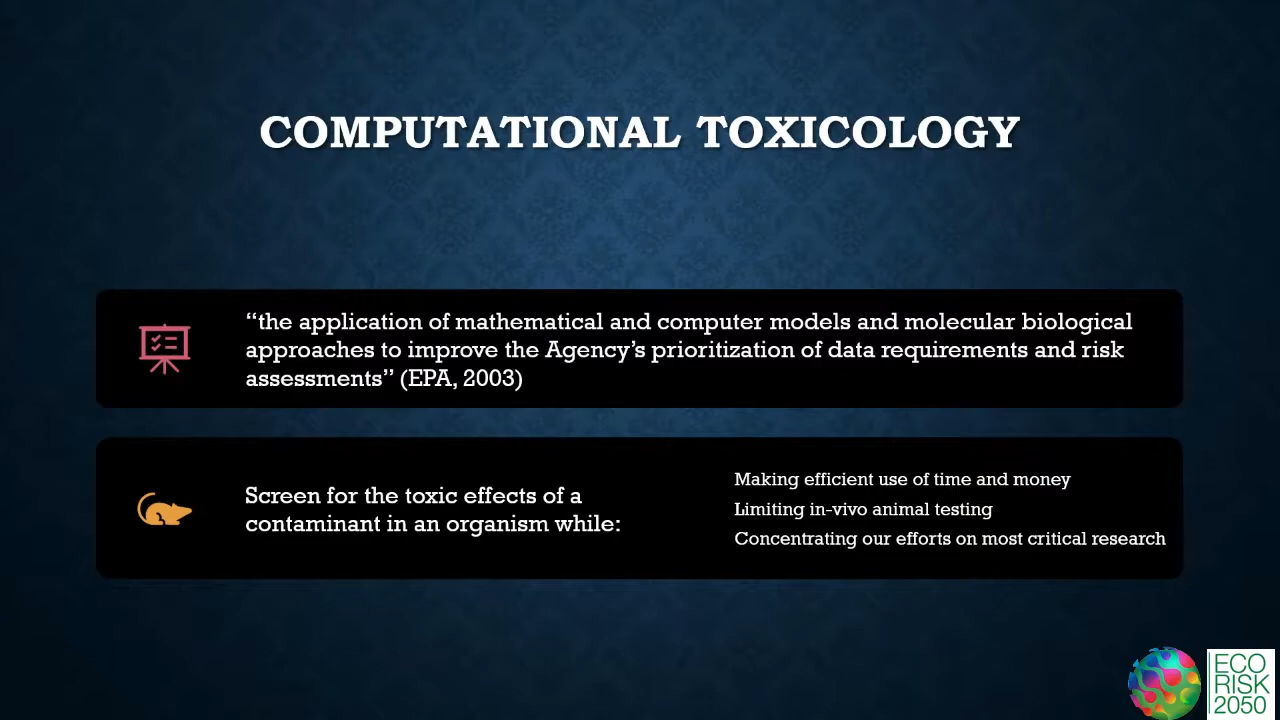 COMPUTATIONAL TOXICOLOGY
“the application of mathematical and computer models and molecular biological
approaches to improve the Agency’s prioritization of data requirements and risk
assessments” (EPA, 2003)
Screen for the toxic effects of a
contaminant in an organism while:
Making efficient use of time and money
Limiting in-vivo animal testing
Concentrating our efforts on most critical research
ECO
RISK
2050